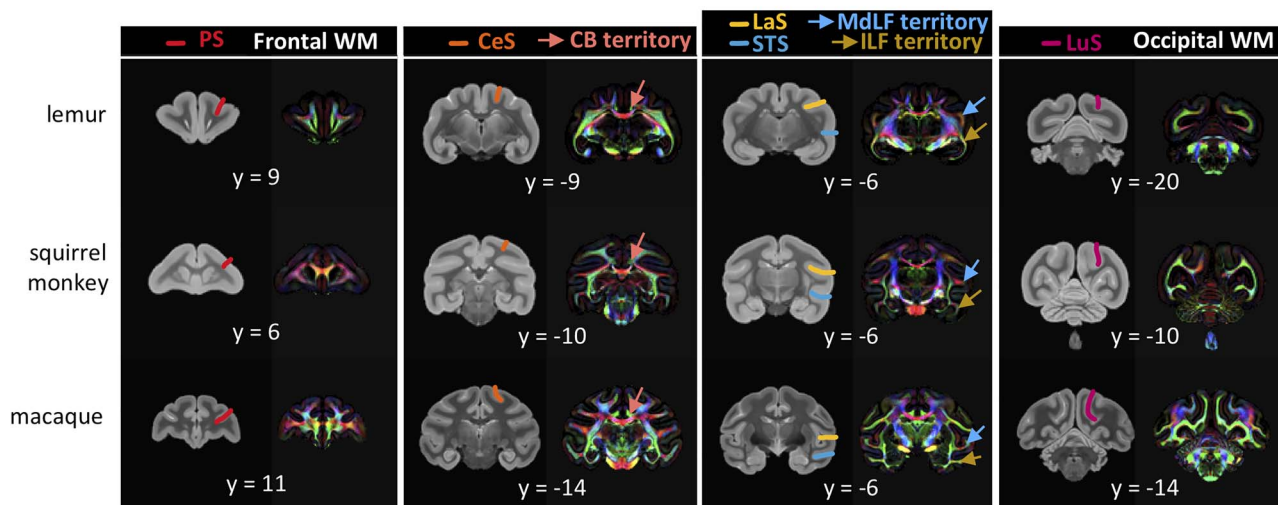 PS Frontal WM
CeS CB territory
LaS MdLF territory
STS ILF territory
LuS Occipital WM
lemur
y = 9
y = -9
y = -6
y = -20
squirrel
monkey
y = 6
y = -10
y = -6
y = -10
macaque
y = 11
y = -14
y = -6
y = -14